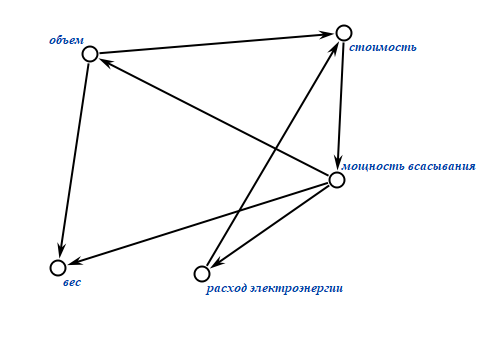 объем
стоимость
мощность всасывания
вес
расход электроэнергии